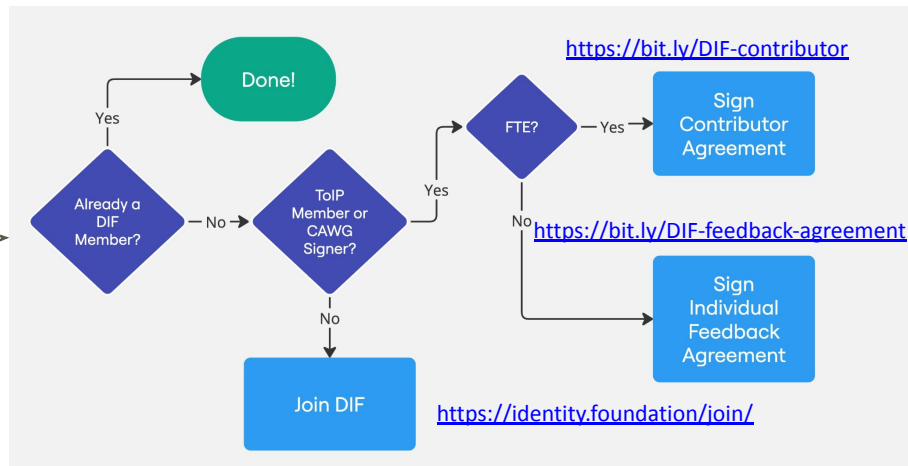 https://bit.ly/DIF-contributor
Done!
Yes
Already a
DIF
Member?
No
ToIP
Member or
CAWG
Signer?
Yes
FTE?
Yes
Sign
Contributor
Agreement
No
https://bit.ly/DIF-feedback-agreement
Sign
Individual
Feedback
Agreement
No
Join DIF
https://identity.foundation/join/